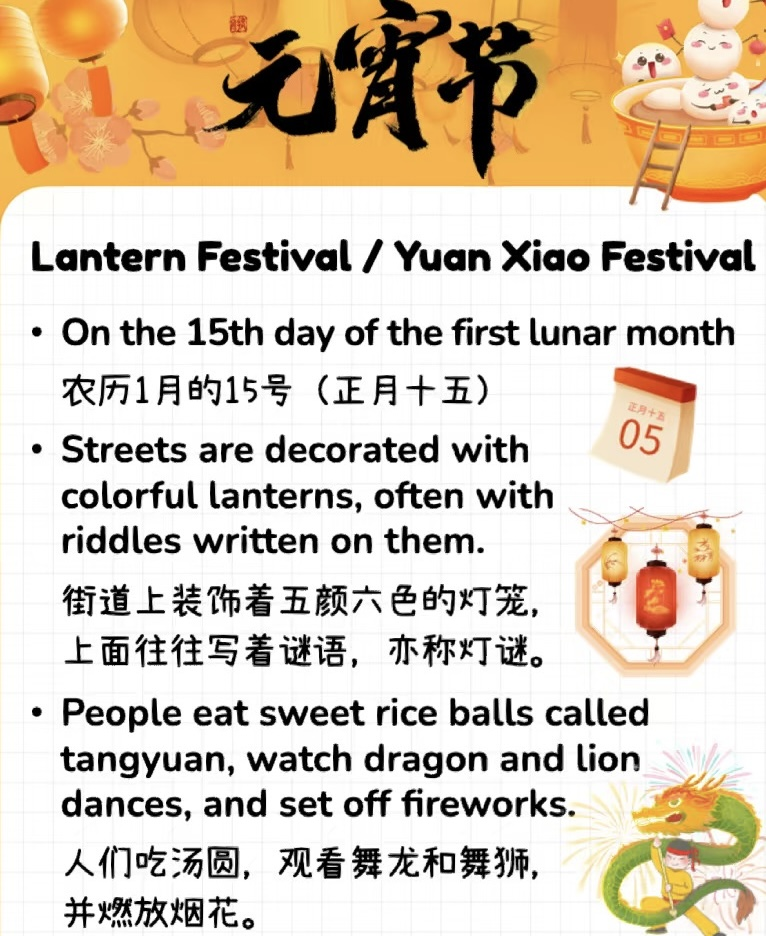 元宵节
Lantern Festival / Yuan Xiao Festival
• On the 15th day of the first lunar month
农历1月的15号（正月十五）
正月十五
05
• Streets are decorated with
colorful lanterns, often with
riddles written on them.
街道上装饰着五颜六色的灯笼，
上面往往写着谜语，亦称灯谜。
• People eat sweet rice balls called
tangyuan, watch dragon and lion
dances, and set off fireworks.
人们吃汤圆，观看舞龙和舞狮，
并燃放烟花。